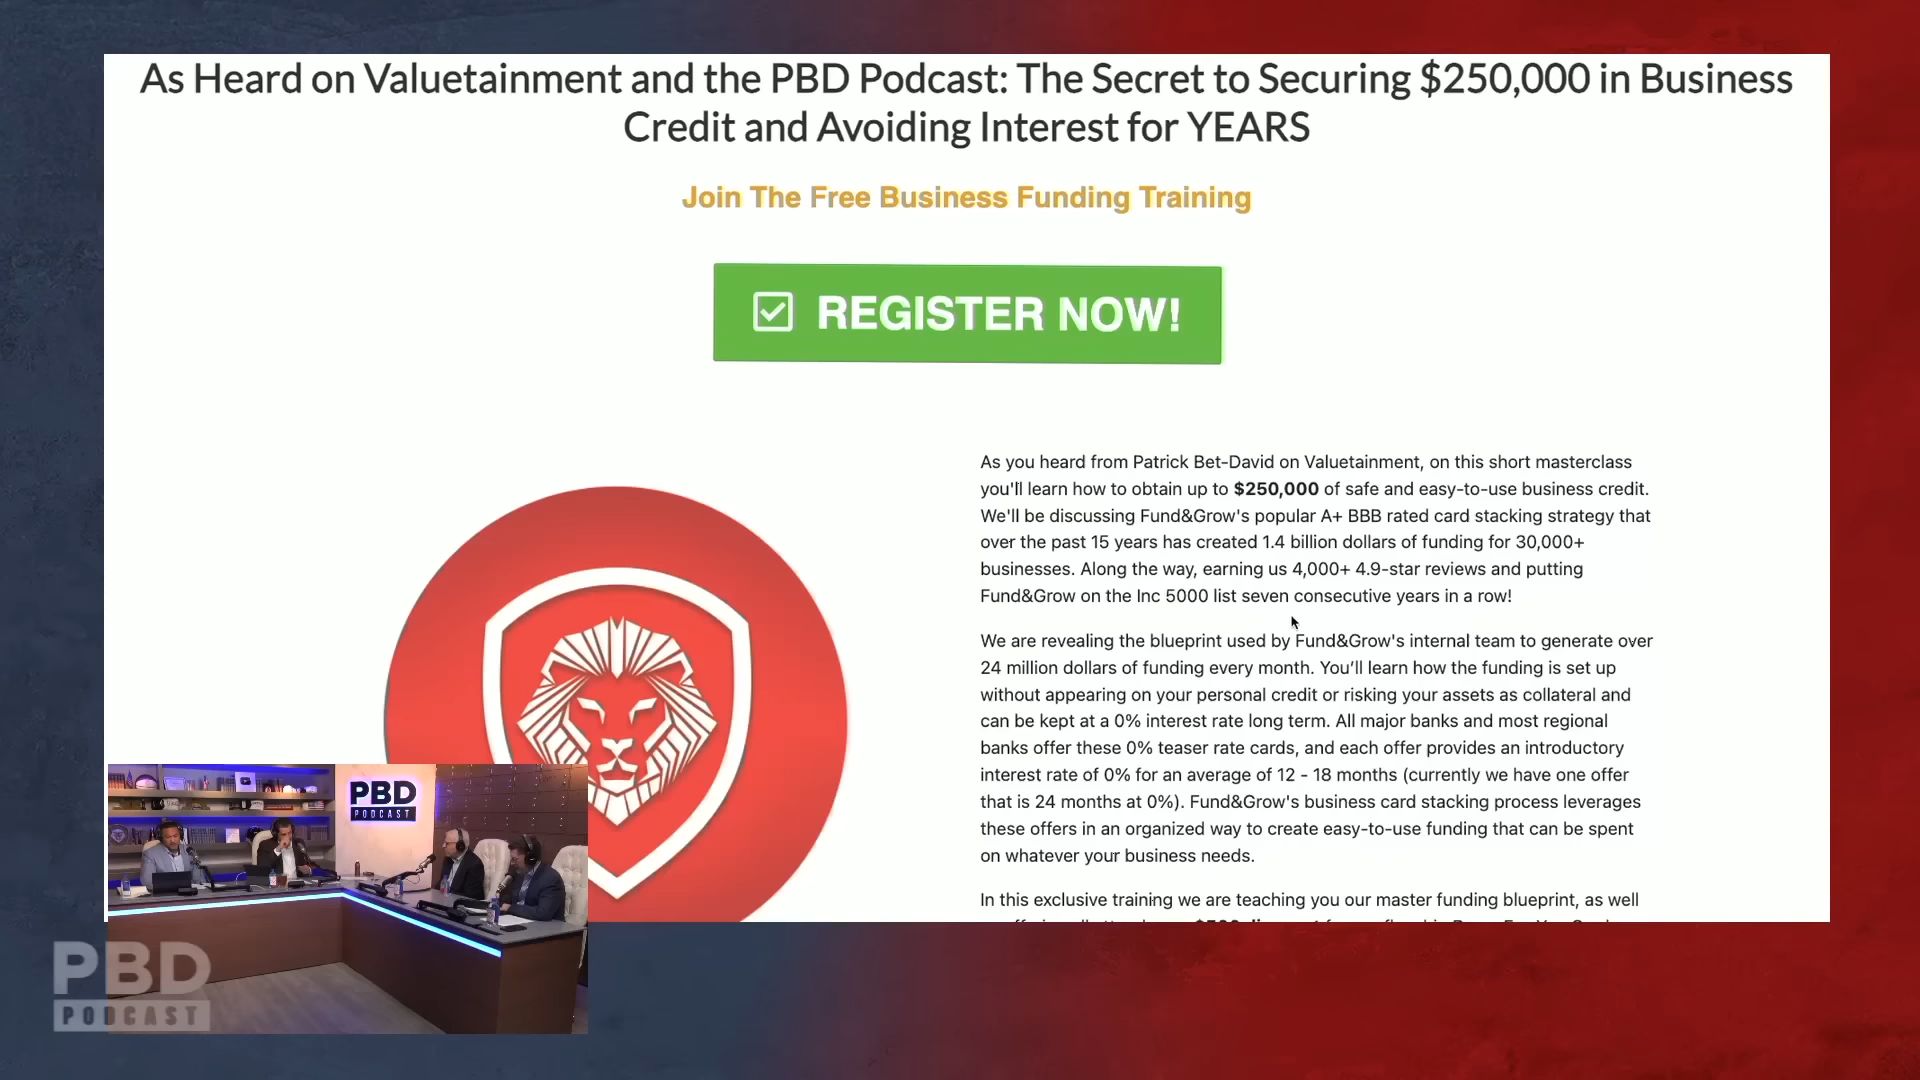 As Heard on Valuetainment and the PBD Podcast: The Secret to Securing $250,000 in Business
Credit and Avoiding Interest for YEARS
Join The Free Business Funding Training
REGISTER NOW!
As you heard from Patrick Bet-David on Valuetainment, on this short masterclass
you'll learn how to obtain up to $250,000 of safe and easy-to-use business credit.
We'll be discussing Fund&Grow's popular A+ BBB rated card stacking strategy that
over the past 15 years has created 1.4 billion dollars of funding for 30,000+
businesses. Along the way, earning us 4,000+ 4.9-star reviews and putting
Fund&Grow on the Inc 5000 list seven consecutive years in a row!
We are revealing the blueprint used by Fund&Grow's internal team to generate over
24 million dollars of funding every month. You'll learn how the funding is set up
without appearing on your personal credit or risking your assets as collateral and
can be kept at a 0% interest rate long term. All major banks and most regional
banks offer these 0% teaser rate cards, and each offer provides an introductory
interest rate of 0% for an average of 12 - 18 months (currently we have one offer
that is 24 months at 0%). Fund&Grow's business card stacking process leverages
these offers in an organized way to create easy-to-use funding that can be spent
on whatever your business needs.
In this exclusive training we are teaching you our master funding blueprint, as well
PBD
PODCAST
PBD
PODCAST